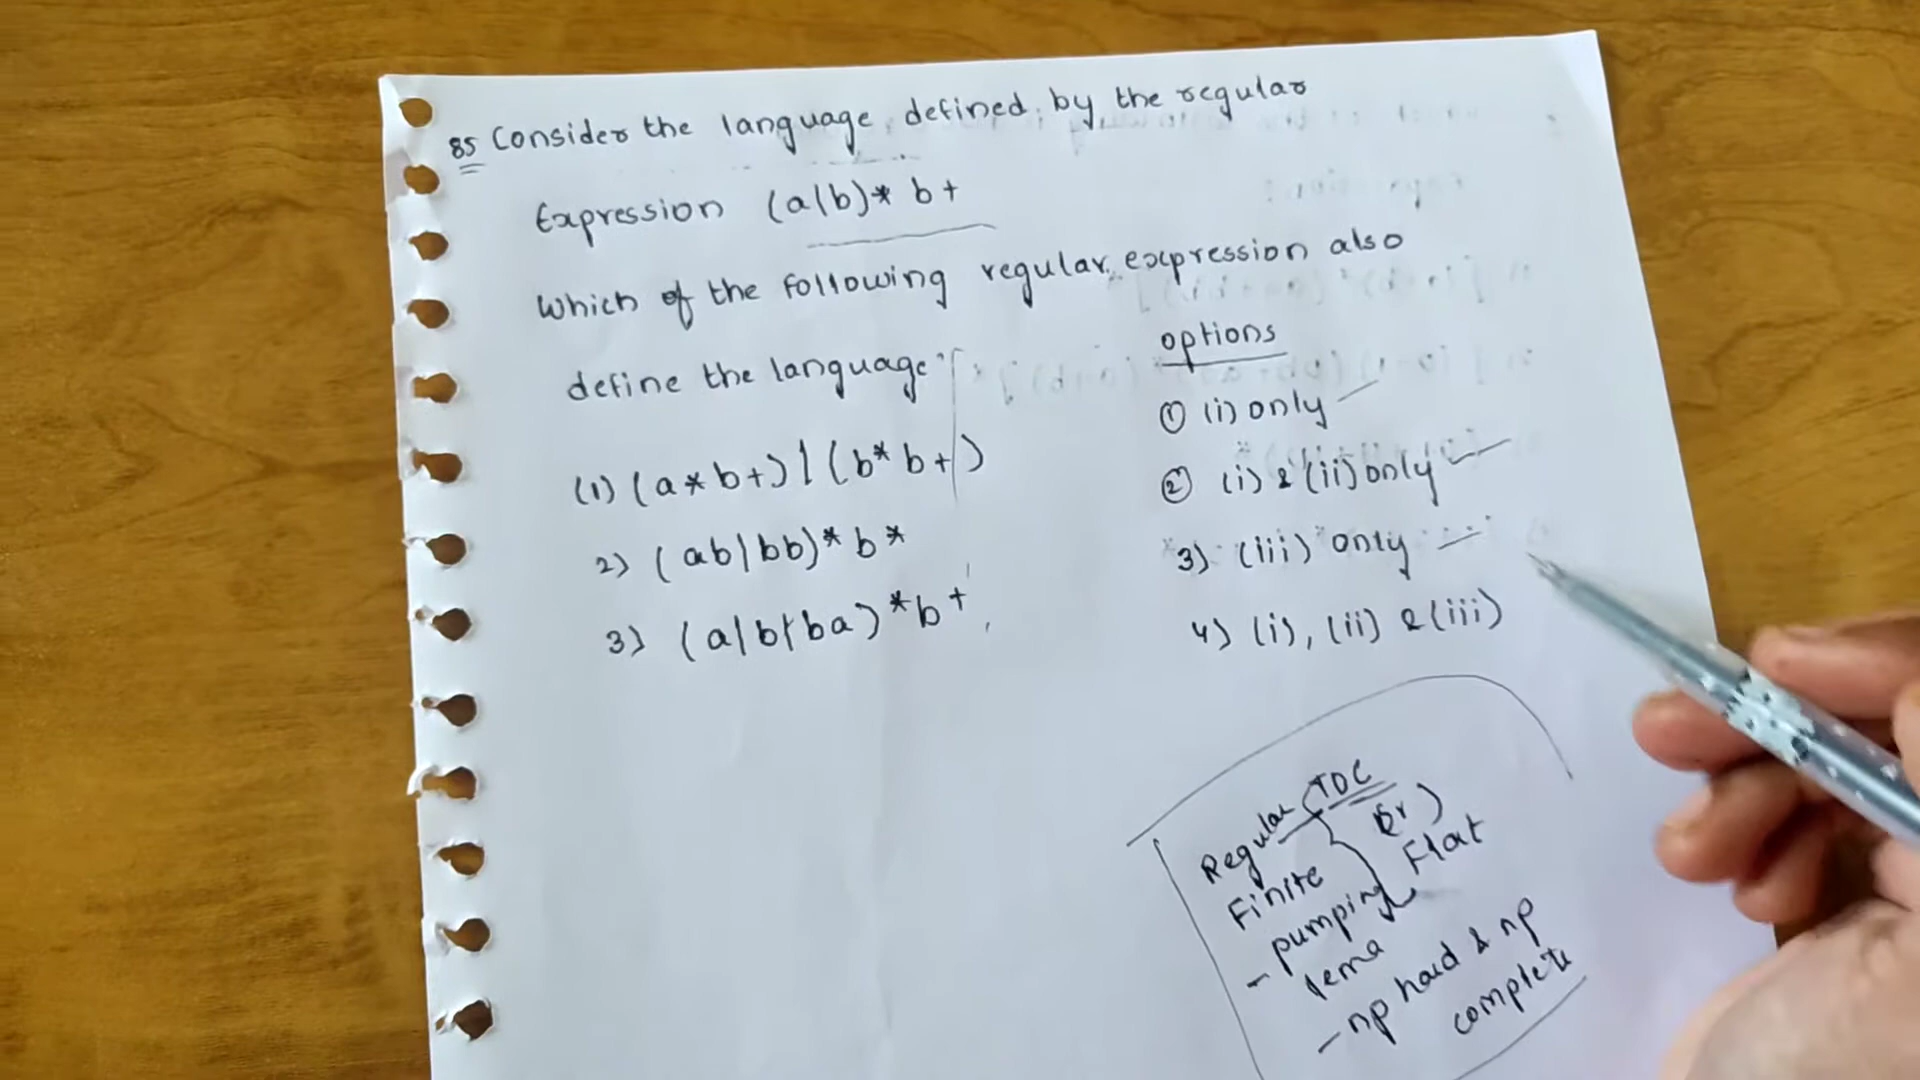 85 Consider the language defined by the regular
Expression (a|b)* b+
Which of the following regular expression also
define the language
(1) (a*b+)|(b*b+)
2) (ab|bb)*b*
3) (a|b|ba)*b+
options
① (i) only
② (i) & (ii) only
3) (iii) only
4) (i), (ii) & (iii)
Regular (TOC
Finite (Er)
- pumping Flat
lema
- np hard & np
complete